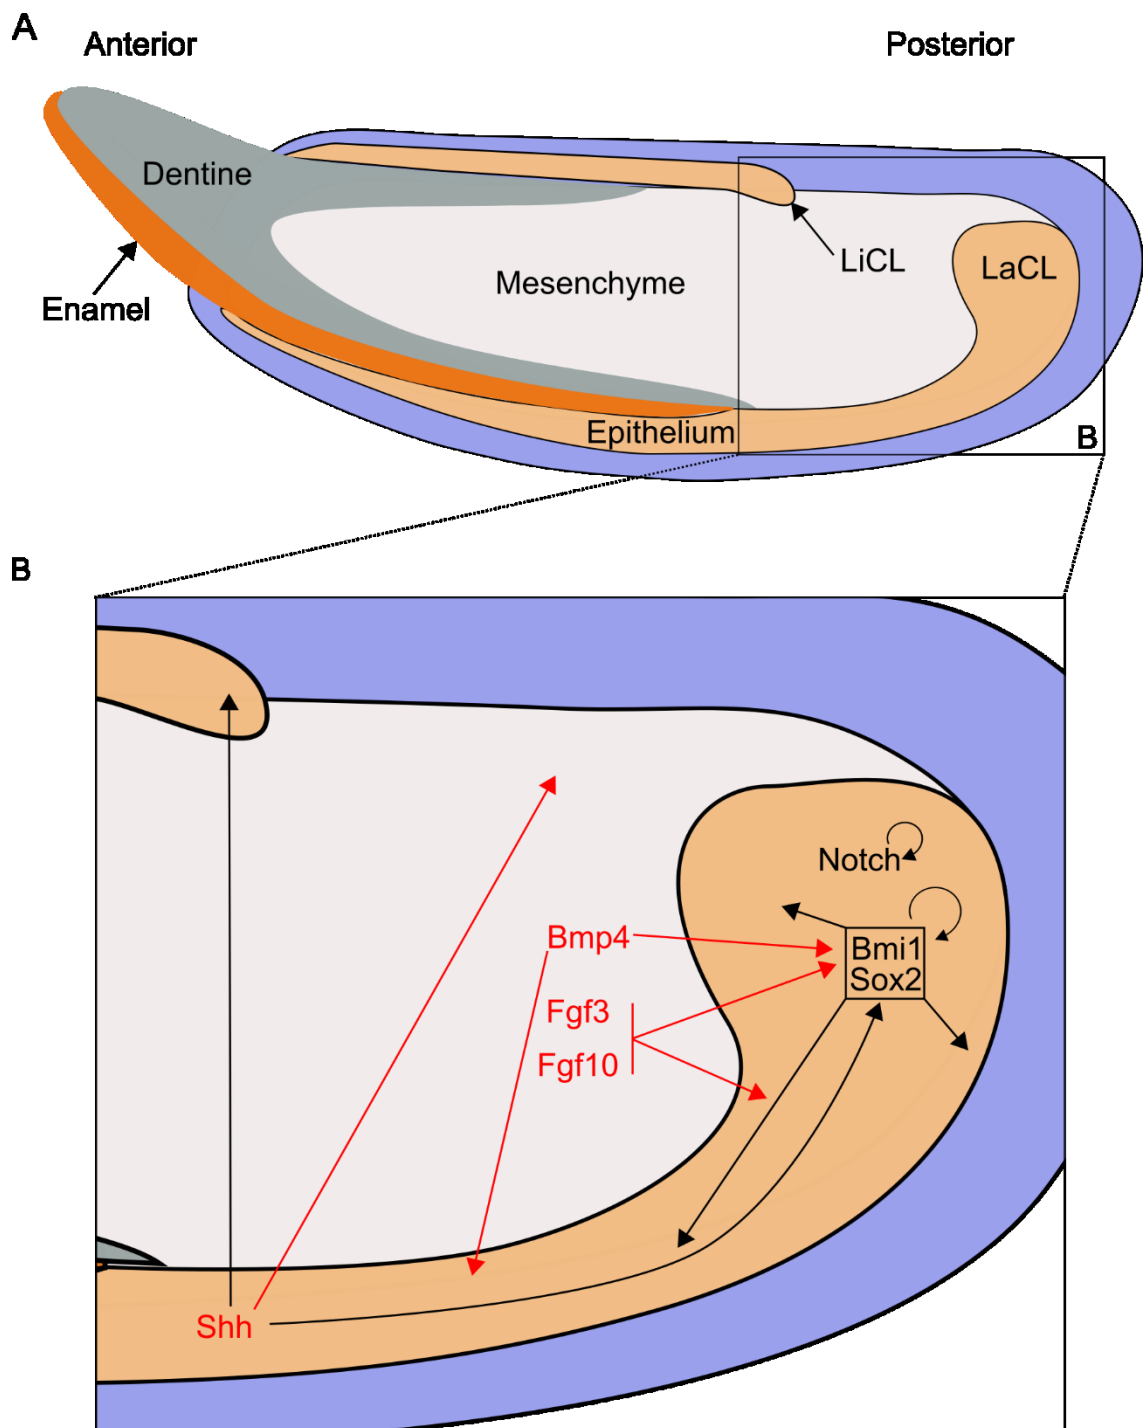 A
Anterior
Posterior
Dentine
LiCL
LaCL
Mesenchyme
Enamel
Epithelium
B
B
Notch
Bmp4
Bmi1
Sox2
Fgf3
Fgf10
Shh